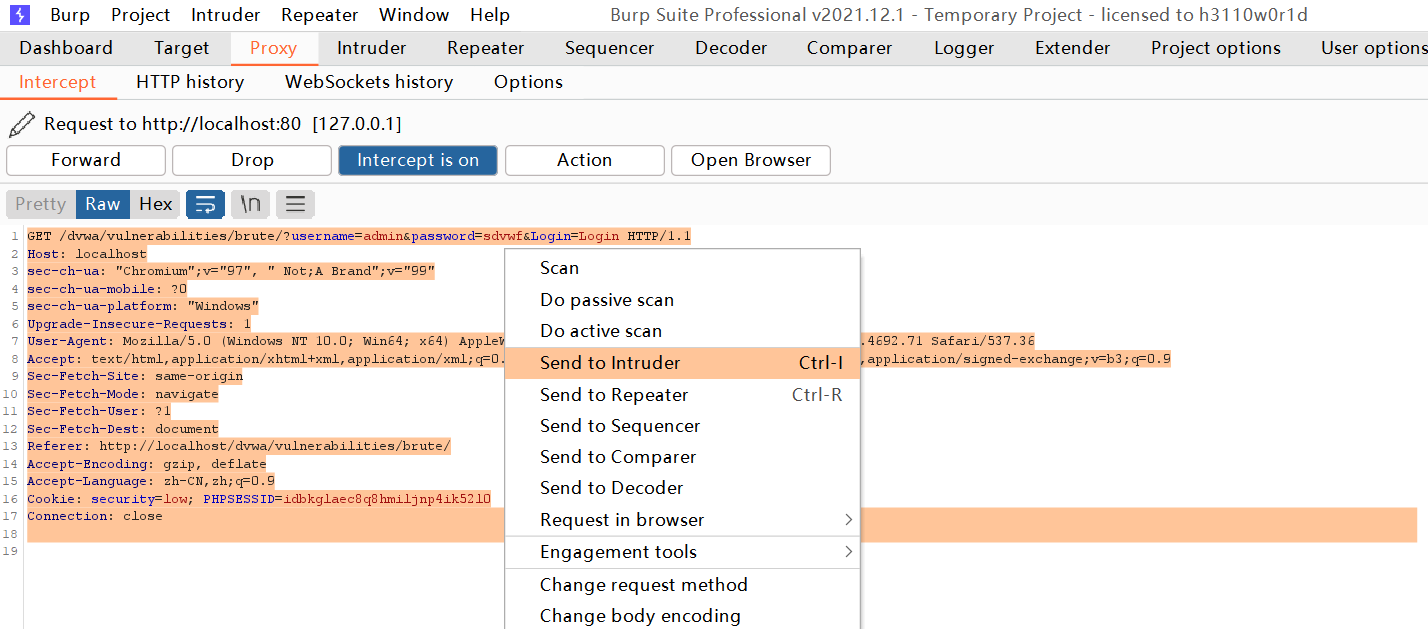 Burp Project Intruder Repeater Window Help Burp Suite Professional v2021.12.1 - Temporary Project - licensed to h3110w0r1d
Dashboard Target Proxy Intruder Repeater Sequencer Decoder Comparer Logger Extender Project options User options
Intercept HTTP history WebSockets history Options
Request to http://localhost:80 [127.0.0.1]
Forward Drop Intercept is on Action Open Browser
Pretty Raw Hex \n
1 GET /dvwa/vulnerabilities/brute/?username=admin&password=sdvwf&Login=Login HTTP/1.1
2 Host: localhost
3 sec-ch-ua: "Chromium";v="97", " Not;A Brand";v="99"
4 sec-ch-ua-mobile: ?0
5 sec-ch-ua-platform: "Windows"
6 Upgrade-Insecure-Requests: 1
7 User-Agent: Mozilla/5.0 (Windows NT 10.0; Win64; x64) AppleW .4692.71 Safari/537.36
8 Accept: text/html,application/xhtml+xml,application/xml;q=0. ,application/signed-exchange;v=b3;q=0.9
9 Sec-Fetch-Site: same-origin
10 Sec-Fetch-Mode: navigate
11 Sec-Fetch-User: ?1
12 Sec-Fetch-Dest: document
13 Referer: http://localhost/dvwa/vulnerabilities/brute/
14 Accept-Encoding: gzip, deflate
15 Accept-Language: zh-CN,zh;q=0.9
16 Cookie: security=low; PHPSESSID=idbkglaec8q8hmiljnp4ik52l0
17 Connection: close
18
19
Scan
Do passive scan
Do active scan
Send to Intruder Ctrl-I
Send to Repeater Ctrl-R
Send to Sequencer
Send to Comparer
Send to Decoder
Request in browser
Engagement tools
Change request method
Change body encoding